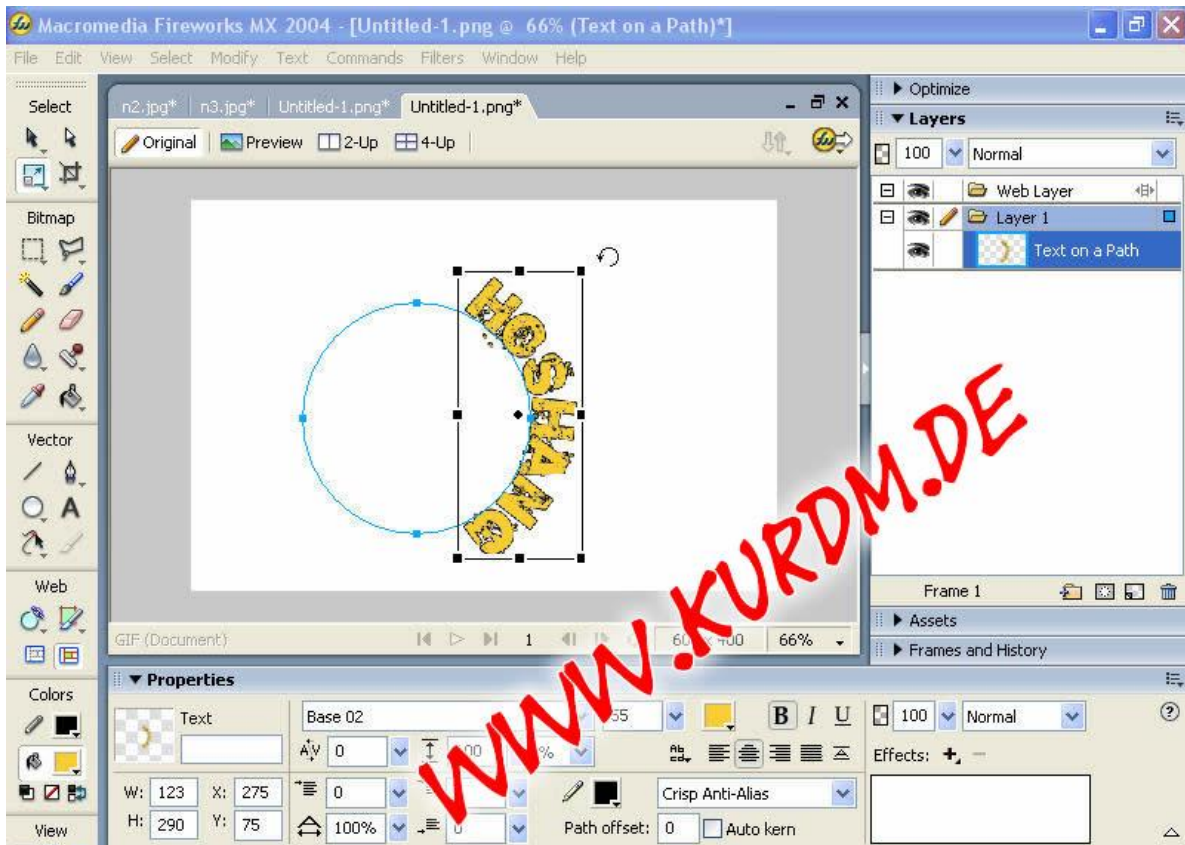 Macromedia Fireworks MX 2004 - [Untitled-1.png @ 66% (Text on a Path)*]
File Edit View Select Modify Text Commands Filters Window Help
Select
n2.jpg* n3.jpg* Untitled-1.png* Untitled-1.png*
Original Preview 2-Up 4-Up
Bitmap
Vector
Web
Colors
View
HOSHANG
WWW.KURDM.DE
GIF (Document) 1 66%
Optimize
Layers
100 Normal
Web Layer
Layer 1
Text on a Path
Frame 1
Assets
Frames and History
Properties
Text Base 02 B I U 100 Normal
0 % Effects:
W: 123 X: 275 0 Crisp Anti-Alias
H: 290 Y: 75 100% 0 Path offset: 0 Auto kern